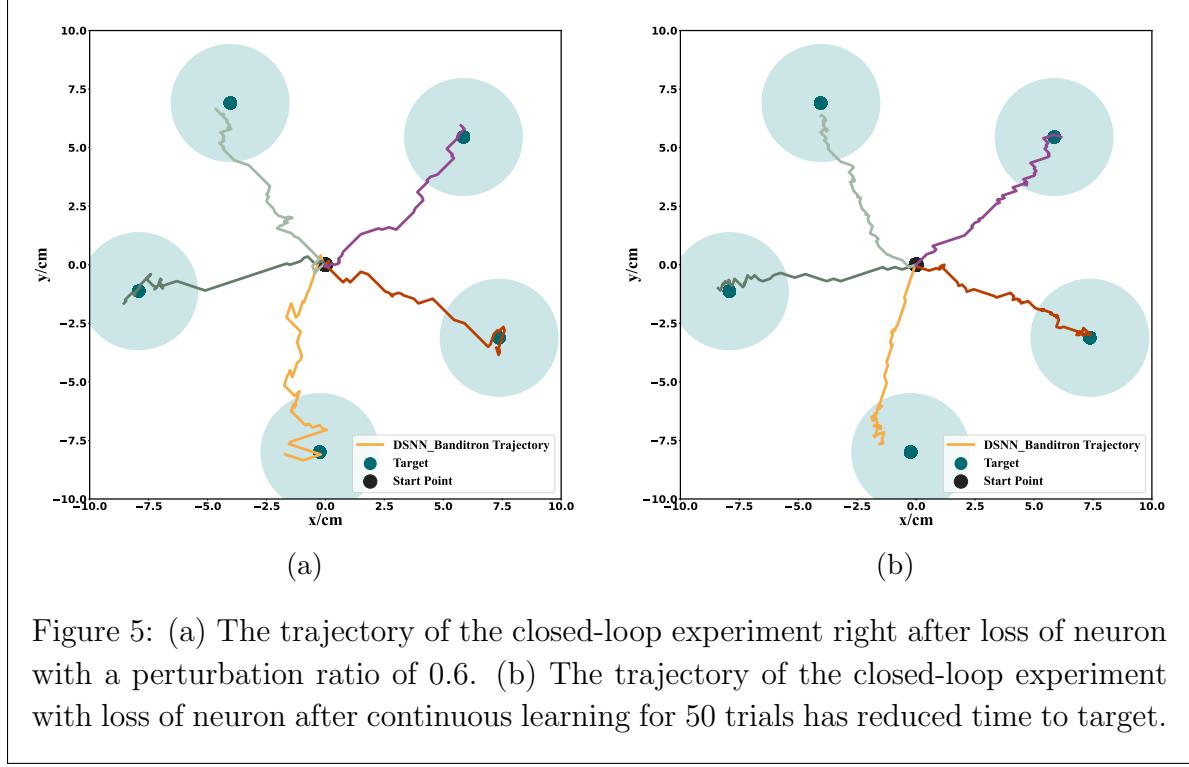 10.0
7.5
5.0
2.5
0.0
−2.5
−5.0
−7.5
−10.0
y/cm
−10.0 −7.5 −5.0 −2.5 0.0 2.5 5.0 7.5 10.0
x/cm
DSNN_Banditron Trajectory
Target
Start Point
(a)
10.0
7.5
5.0
2.5
0.0
−2.5
−5.0
−7.5
−10.0
y/cm
−10.0 −7.5 −5.0 −2.5 0.0 2.5 5.0 7.5 10.0
x/cm
DSNN_Banditron Trajectory
Target
Start Point
(b)
Figure 5: (a) The trajectory of the closed-loop experiment right after loss of neuron
with a perturbation ratio of 0.6. (b) The trajectory of the closed-loop experiment
with loss of neuron after continuous learning for 50 trials has reduced time to target.